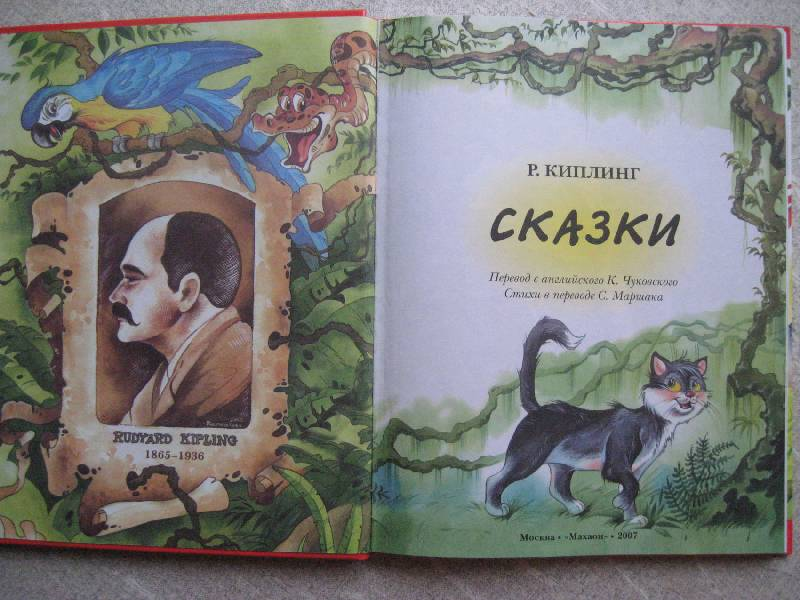 RUDYARD KIPLING
1865–1936
Р. КИПЛИНГ
СКАЗКИ
Перевод с английского К. Чуковского
Стихи в переводе С. Маршака
Москва • «Махаон» • 2007